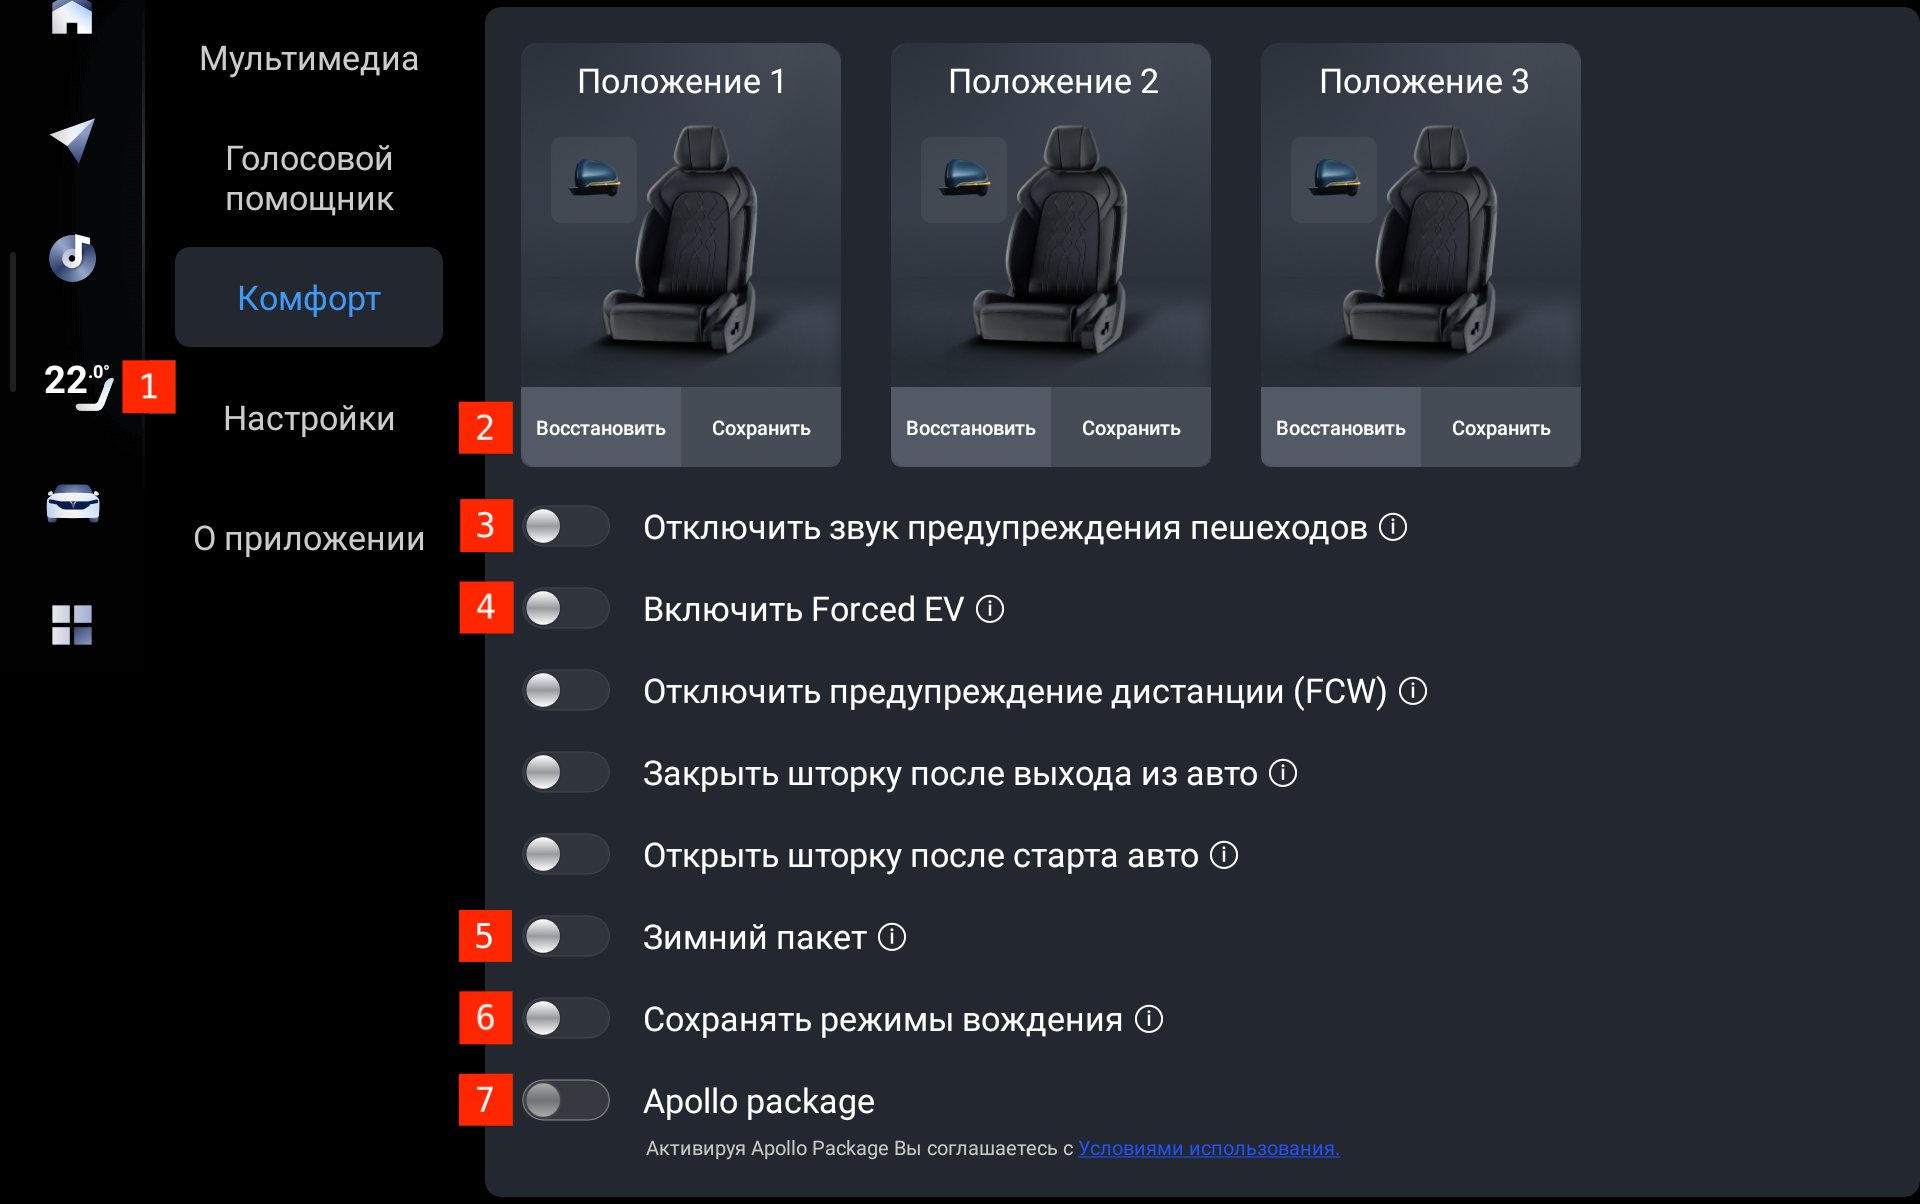 Мультимедиа
Голосовой
помощник
Комфорт
22.0°
1
Настройки
О приложении
Положение 1
Положение 2
Положение 3
2
Восстановить
Сохранить
Восстановить
Сохранить
Восстановить
Сохранить
3
Отключить звук предупреждения пешеходов
4
Включить Forced EV
Отключить предупреждение дистанции (FCW)
Закрыть шторку после выхода из авто
Открыть шторку после старта авто
5
Зимний пакет
6
Сохранять режимы вождения
7
Apollo package
Активируя Apollo Package Вы соглашаетесь с Условиями использования.